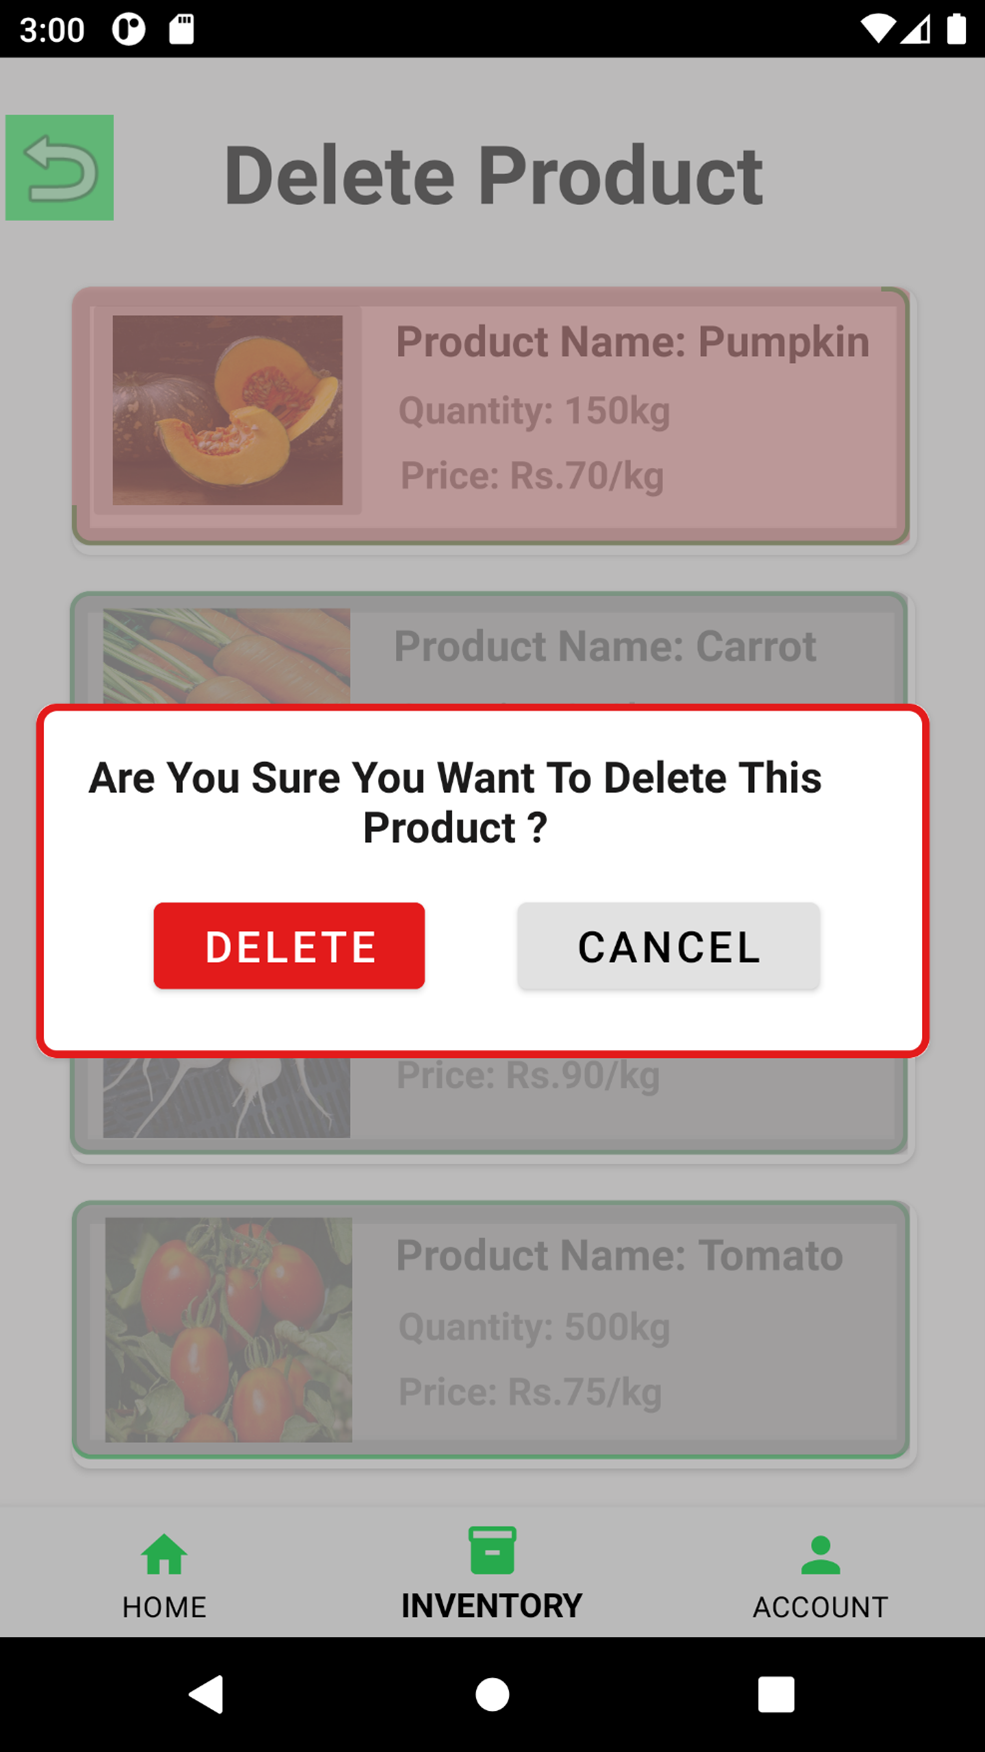 3:00
Delete Product
Product Name: Pumpkin
Quantity: 150kg
Price: Rs.70/kg
Product Name: Carrot
Are You Sure You Want To Delete This
Product ?
DELETE
CANCEL
Price: Rs.90/kg
Product Name: Tomato
Quantity: 500kg
Price: Rs.75/kg
HOME
INVENTORY
ACCOUNT